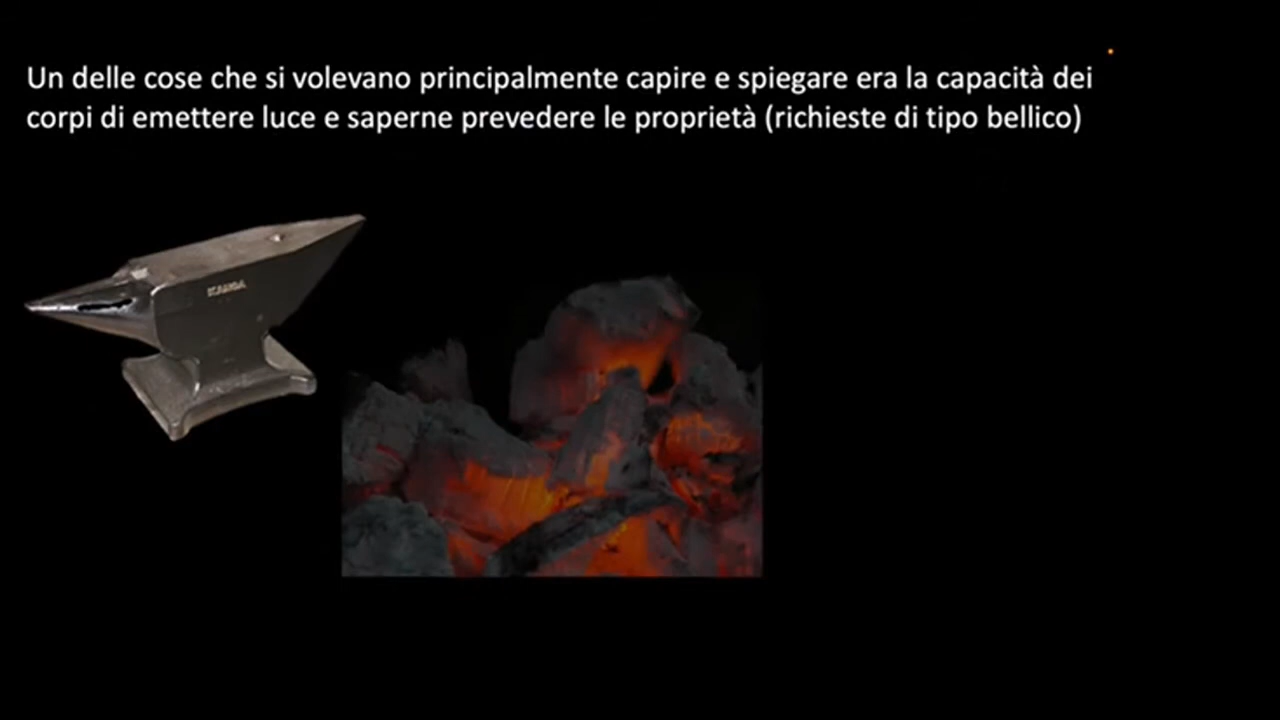 Un delle cose che si volevano principalmente capire e spiegare era la capacità dei
corpi di emettere luce e saperne prevedere le proprietà (richieste di tipo bellico)